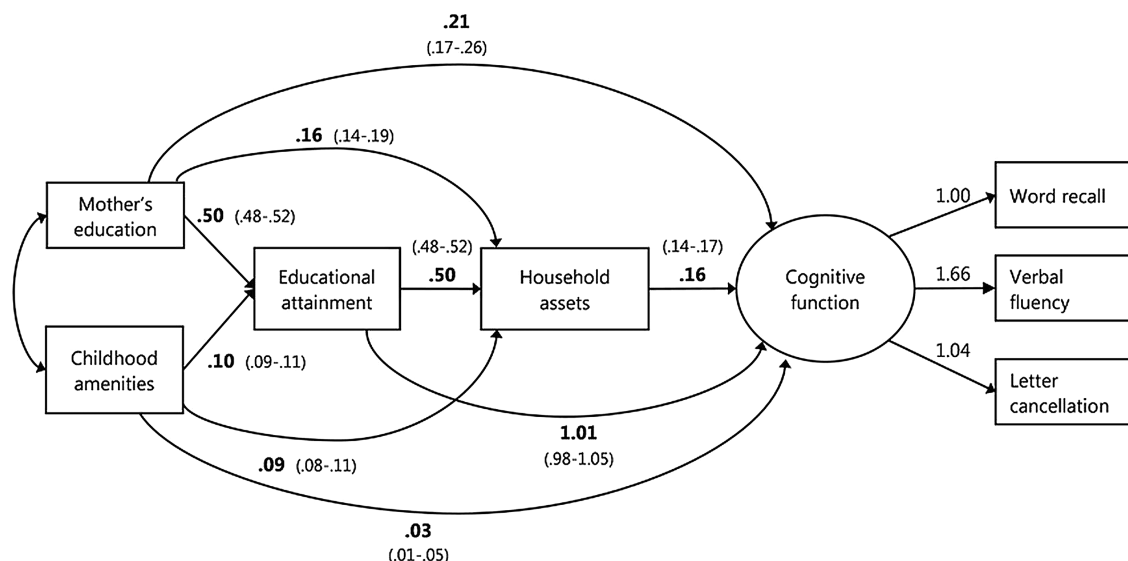 .21
(.17-.26)
.16 (.14-.19)
Mother's
education
.50 (.48-.52)
Educational
attainment
(.48-.52)
.50
Household
assets
(.14-.17)
.16
Cognitive
function
1.00
Word recall
1.66
Verbal
fluency
1.04
Letter
cancellation
Childhood
amenities
.10 (.09-.11)
.09 (.08-.11)
1.01
(.98-1.05)
.03
(.01-.05)